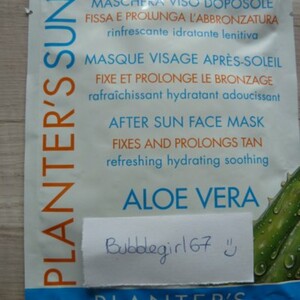 MASCHERA VISO DOPOSOLE
FISSA E PROLUNGA L'ABBRONZATURA
rinfrescante idratante lenitiva
MASQUE VISAGE APRÈS-SOLEIL
FIXE ET PROLONGE LE BRONZAGE
rafraîchissant hydratant adoucissant
AFTER SUN FACE MASK
FIXES AND PROLONGS TAN
refreshing hydrating soothing
ALOE VERA
PLANTER'S SUN
Bubblegirl67 :)
PLANTER'S